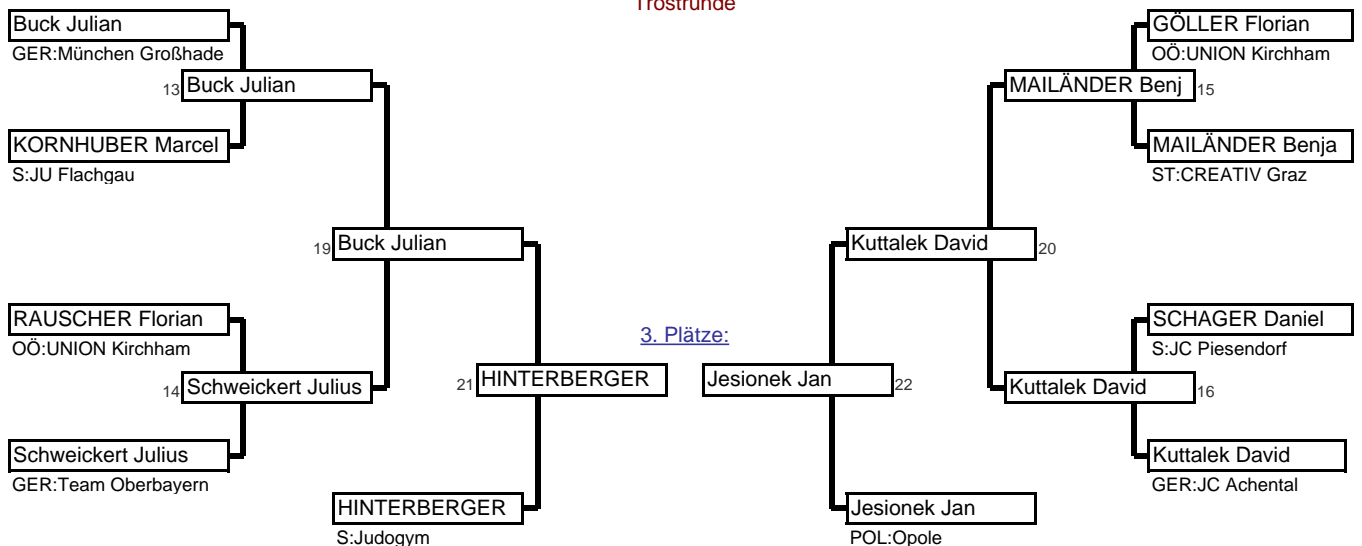 Trostrunde
Buck Julian
GER:München Großhade
13 Buck Julian
KORNHUBER Marcel
S:JU Flachgau
19 Buck Julian
RAUSCHER Florian
OÖ:UNION Kirchham
14 Schweickert Julius
Schweickert Julius
GER:Team Oberbayern
21 HINTERBERGER
HINTERBERGER
S:Judogym
3. Plätze:
GÖLLER Florian
OÖ:UNION Kirchham
MAILÄNDER Benj 15
MAILÄNDER Benja
ST:CREATIV Graz
Kuttalek David 20
SCHAGER Daniel
S:JC Piesendorf
Kuttalek David 16
Kuttalek David
GER:JC Achental
Jesionek Jan 22
Jesionek Jan
POL:Opole